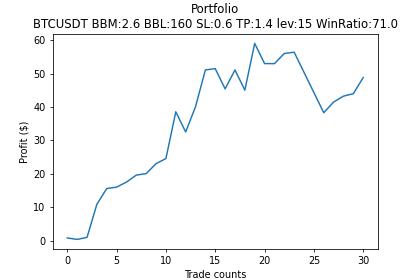 Portfolio
BTCUSDT BBM:2.6 BBL:160 SL:0.6 TP:1.4 lev:15 WinRatio:71.0
60
50
40
30
20
10
0
Profit ($)
0 5 10 15 20 25 30
Trade counts